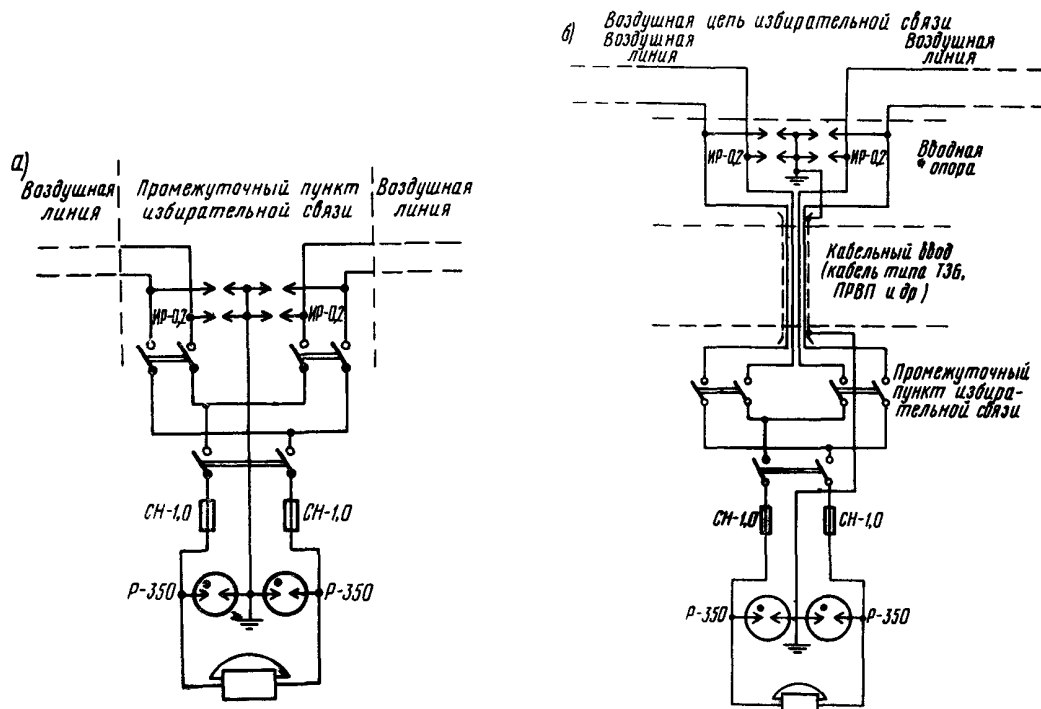 а)
Воздушная линия
Промежуточный пункт избирательной связи
Воздушная линия
ИР-0,2
ИР-0,2
СН-1,0
СН-1,0
Р-350
Р-350
б)
Воздушная цепь избирательной связи
Воздушная линия
Воздушная линия
ИР-0,2
ИР-0,2
Вводная опора
Кабельный ввод
(кабель типа ТЗБ,
ПРВП и др)
Промежуточный
пункт избира-
тельной связи
СН-1,0
СН-1,0
Р-350
Р-350